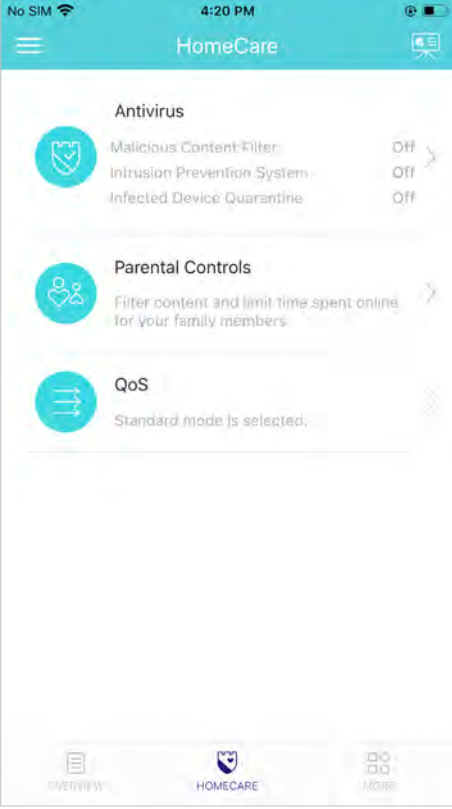 No SIM 4:20 PM
HomeCare
Antivirus
Malicious Content Filter Off
Intrusion Prevention System Off
Infected Device Quarantine Off
Parental Controls
Filter content and limit time spent online
for your family members
QoS
Standard mode is selected.
OVERVIEW HOMECARE MORE